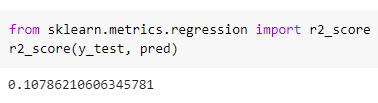 from sklearn.metrics.regression import r2_score
r2_score(y_test, pred)
0.10786210606345781